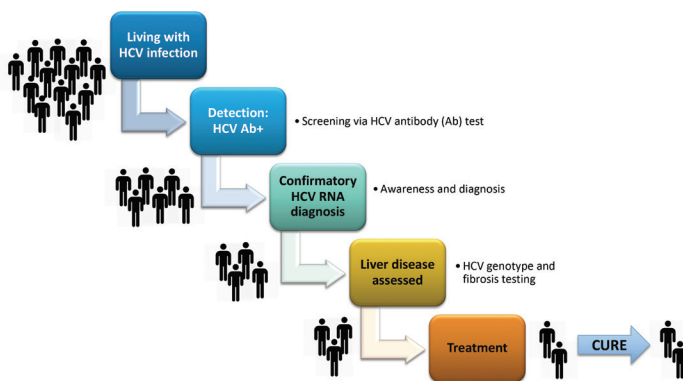 Living with
HCV infection
Detection:
HCV Ab+
• Screening via HCV antibody (Ab) test
Confirmatory
HCV RNA
diagnosis
• Awareness and diagnosis
Liver disease
assessed
• HCV genotype and
fibrosis testing
Treatment
CURE